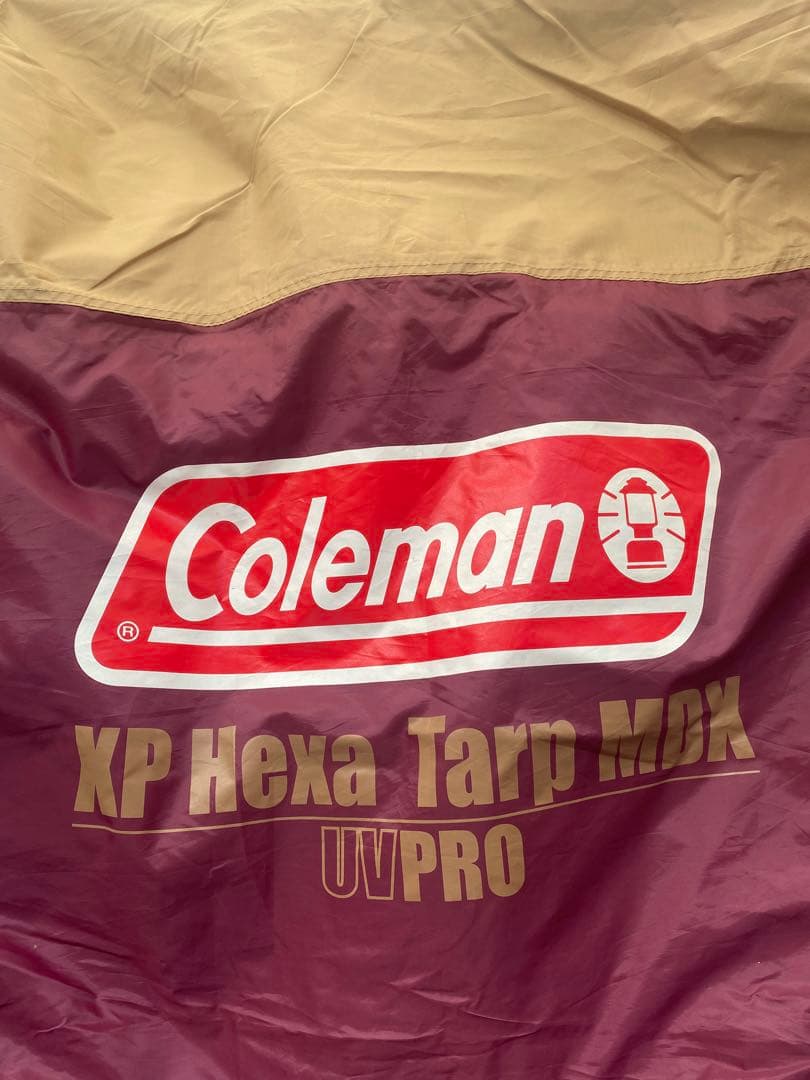 Coleman
®
XP Hexa Tarp MDX
UVPRO